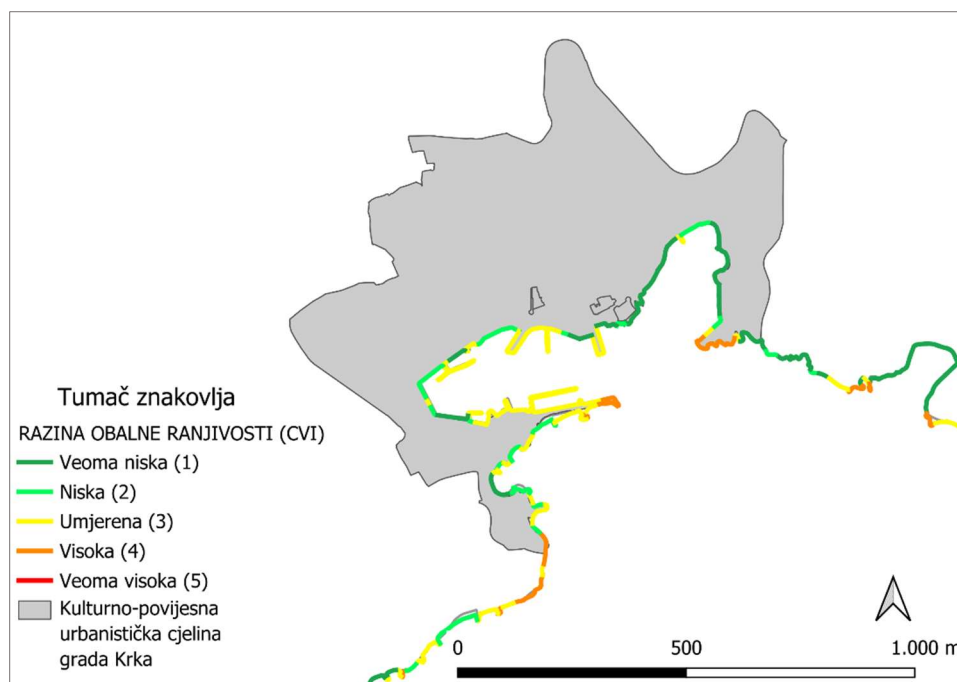 Tumač znakovlja
RAZINA OBALNE RANJIVOSTI (CVI)
Veoma niska (1)
Niska (2)
Umjerena (3)
Visoka (4)
Veoma visoka (5)
Kulturno-povijesna
urbanistička cjelina
grada Krka
0 500 1.000 m